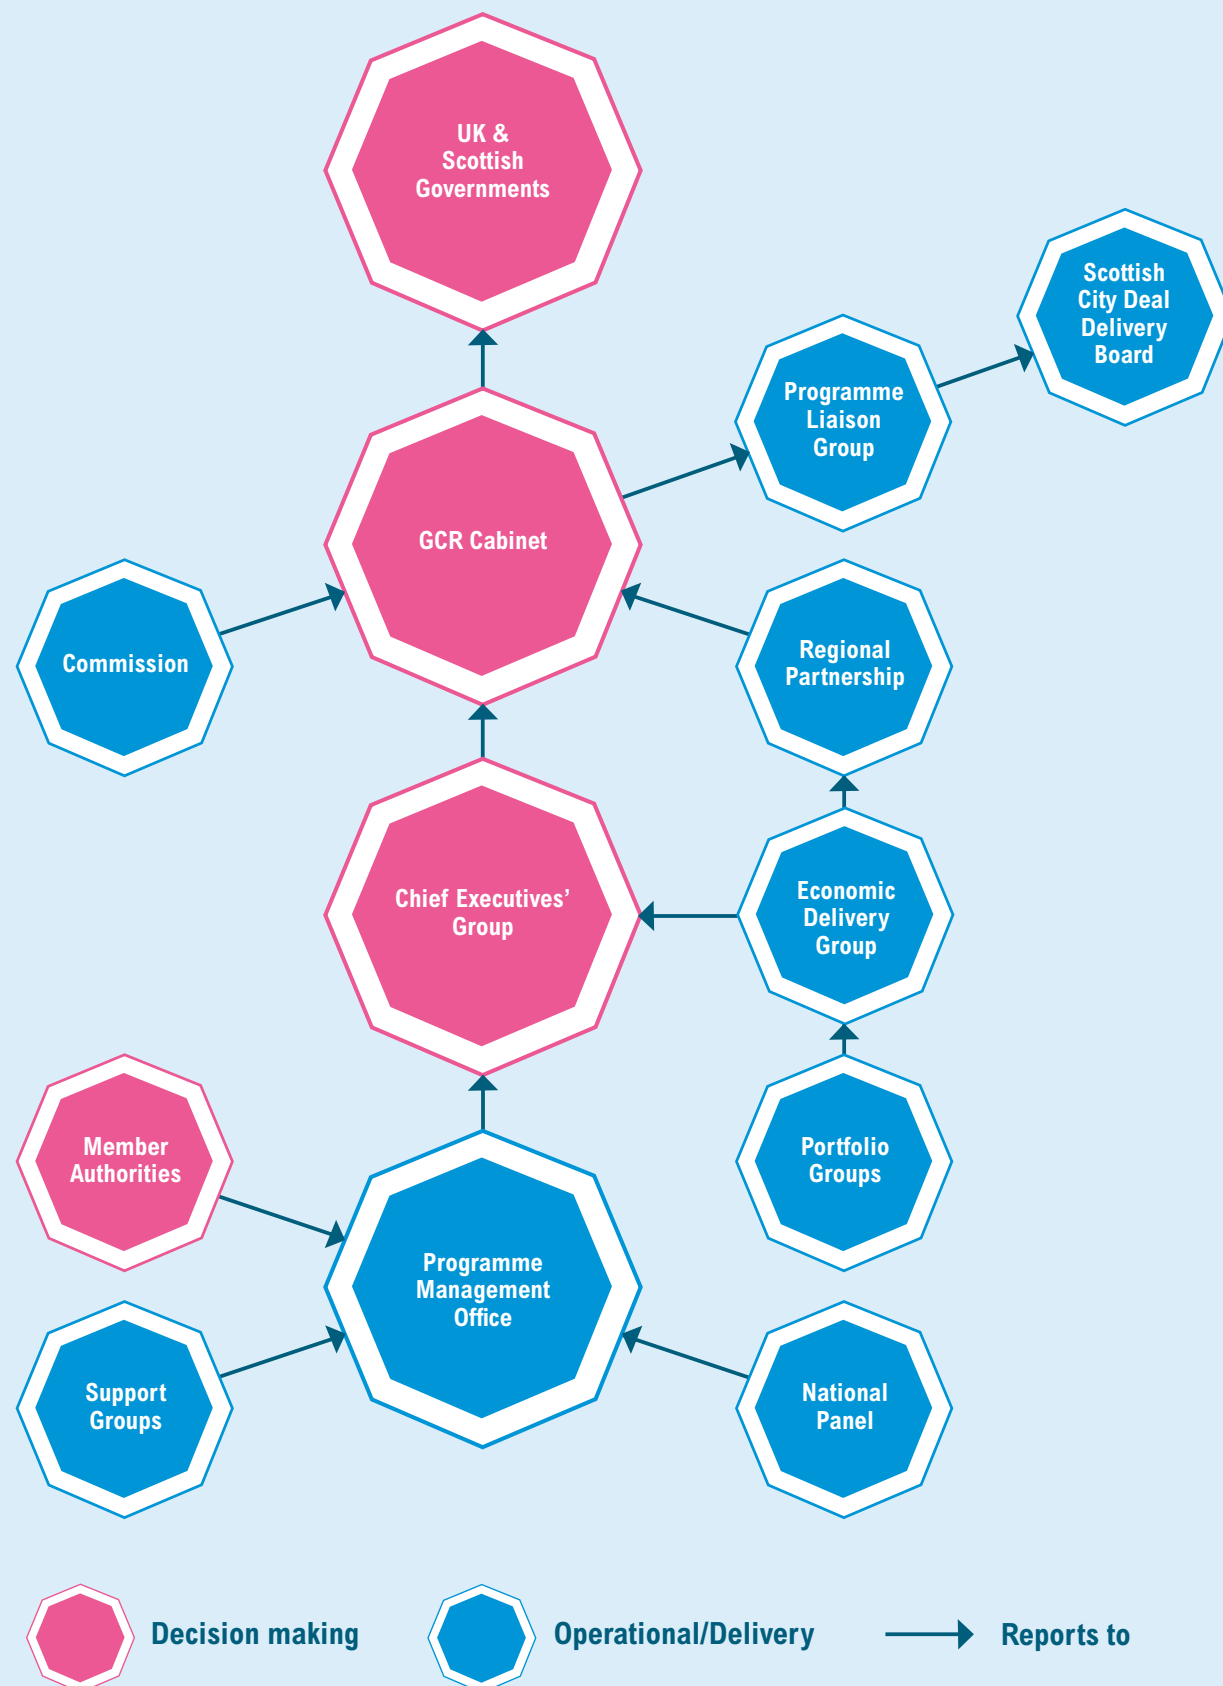 UK &
Scottish
Governments
Scottish
City Deal
Delivery
Board
Programme
Liaison
Group
GCR Cabinet
Commission
Regional
Partnership
Chief Executives’
Group
Economic
Delivery
Group
Member
Authorities
Portfolio
Groups
Programme
Management
Office
Support
Groups
National
Panel
Decision making
Operational/Delivery
Reports to